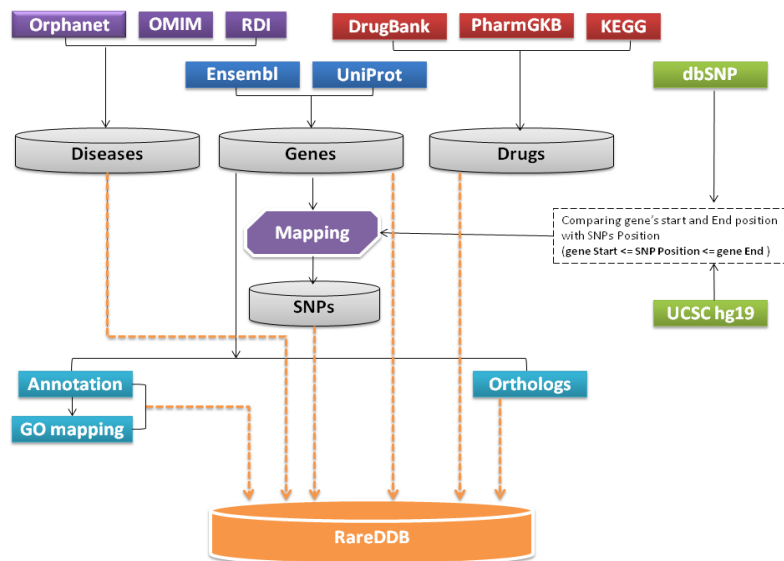 Orphanet
OMIM
RDI
DrugBank
PharmGKB
KEGG
Ensembl
UniProt
dbSNP
Diseases
Genes
Drugs
Mapping
Comparing gene's start and End position
with SNPs Position
(gene Start <= SNP Position <= gene End )
SNPs
UCSC hg19
Annotation
Orthologs
GO mapping
RareDDB